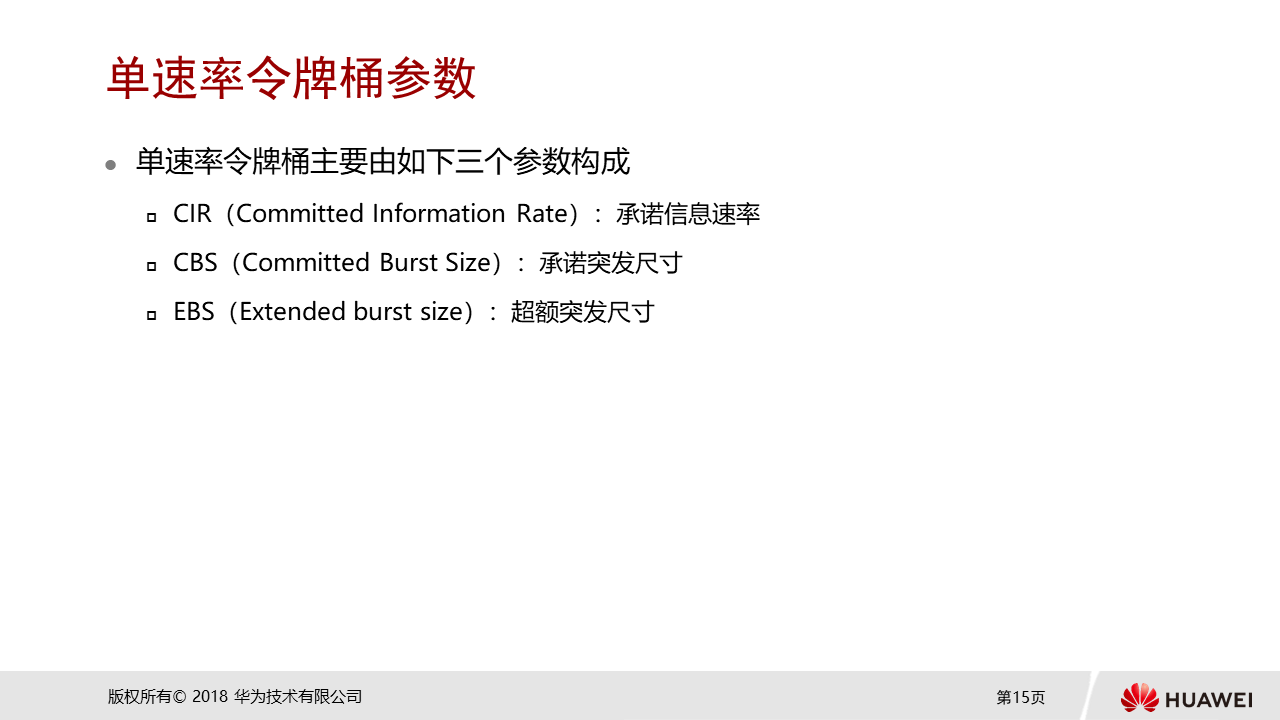 单速率令牌桶参数
单速率令牌桶主要由如下三个参数构成
CIR（Committed Information Rate）：承诺信息速率
CBS（Committed Burst Size）：承诺突发尺寸
EBS（Extended burst size）：超额突发尺寸
版权所有© 2018 华为技术有限公司
第15页
HUAWEI